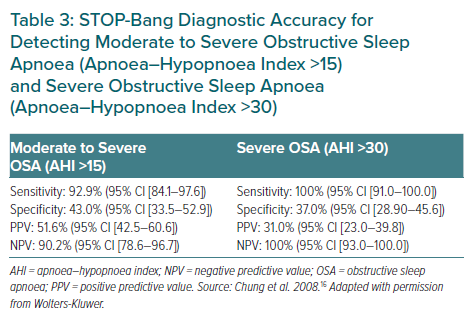 Table 3: STOP-Bang Diagnostic Accuracy for
Detecting Moderate to Severe Obstructive Sleep
Apnoea (Apnoea–Hypopnoea Index >15)
and Severe Obstructive Sleep Apnoea
(Apnoea–Hypopnoea Index >30)
Moderate to Severe OSA (AHI >15)
Severe OSA (AHI >30)
Sensitivity: 92.9% (95% CI [84.1–97.6])
Sensitivity: 100% (95% CI [91.0–100.0])
Specificity: 43.0% (95% CI [33.5–52.9])
Specificity: 37.0% (95% CI [28.90–45.6])
PPV: 51.6% (95% CI [42.5–60.6])
PPV: 31.0% (95% CI [23.0–39.8])
NPV: 90.2% (95% CI [78.6–96.7])
NPV: 100% (95% CI [93.0–100.0])
AHI = apnoea–hypopnoea index; NPV = negative predictive value; OSA = obstructive sleep
apnoea; PPV = positive predictive value. Source: Chung et al. 2008.¹⁶ Adapted with permission
from Wolters-Kluwer.